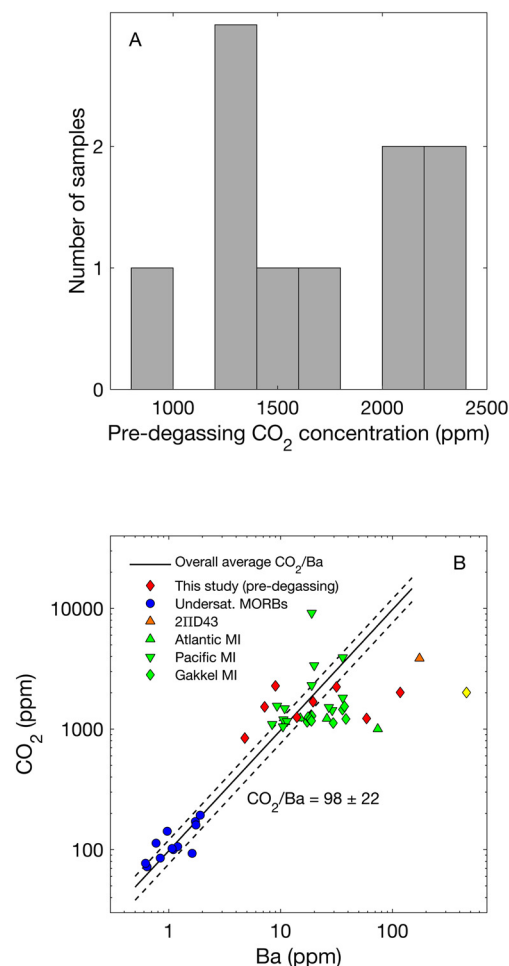 A
Number of samples
2
1
0
1000 1500 2000 2500
Pre-degassing CO2 concentration (ppm)
B
Overall average CO2/Ba
This study (pre-degassing)
Undersat. MORBs
2ΠD43
Atlantic MI
Pacific MI
Gakkel MI
10000
1000
100
CO2 (ppm)
CO2/Ba = 98 ± 22
1 10 100
Ba (ppm)